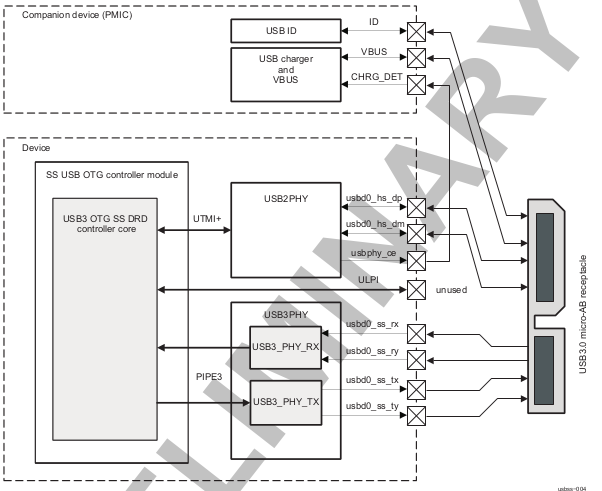 Companion device (PMIC)
USB ID
ID
USB charger
and
VBUS
VBUS
CHRG_DET
Device
SS USB OTG controller module
USB3 OTG SS DRD
controller core
UTMI+
USB2PHY
usbd0_hs_dp
usbd0_hs_dm
usbphy_ce
ULPI
unused
USB3PHY
USB3_PHY_RX
usbd0_ss_rx
usbd0_ss_ry
PIPE3
USB3_PHY_TX
usbd0_ss_tx
usbd0_ss_ty
USB3.0 micro-AB receptacle
usbss-004